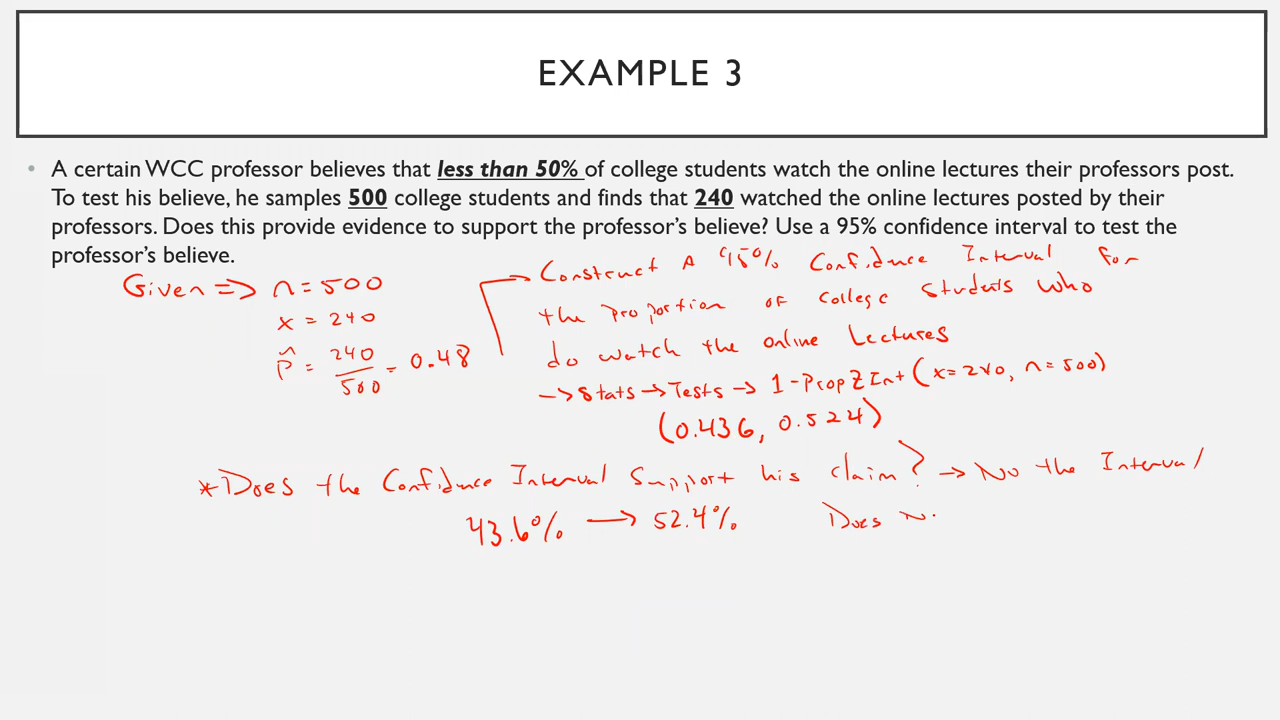 EXAMPLE 3
• A certain WCC professor believes that less than 50% of college students watch the online lectures their professors post.
To test his believe, he samples 500 college students and finds that 240 watched the online lectures posted by their
professors. Does this provide evidence to support the professor's believe? Use a 95% confidence interval to test the
professor's believe.
Given => n = 500
x = 240
p̂ = 240/500 = 0.48
→ Construct A 95% Confidence Interval For
the Proportion OF College Students who
do watch the online Lectures
→ Stats → Tests → 1-PropZInt (x=240, n=500)
(0.436, 0.524)
*Does the Confidence Interval Support his claim? → No the Interval
43.6% → 52.4% Does